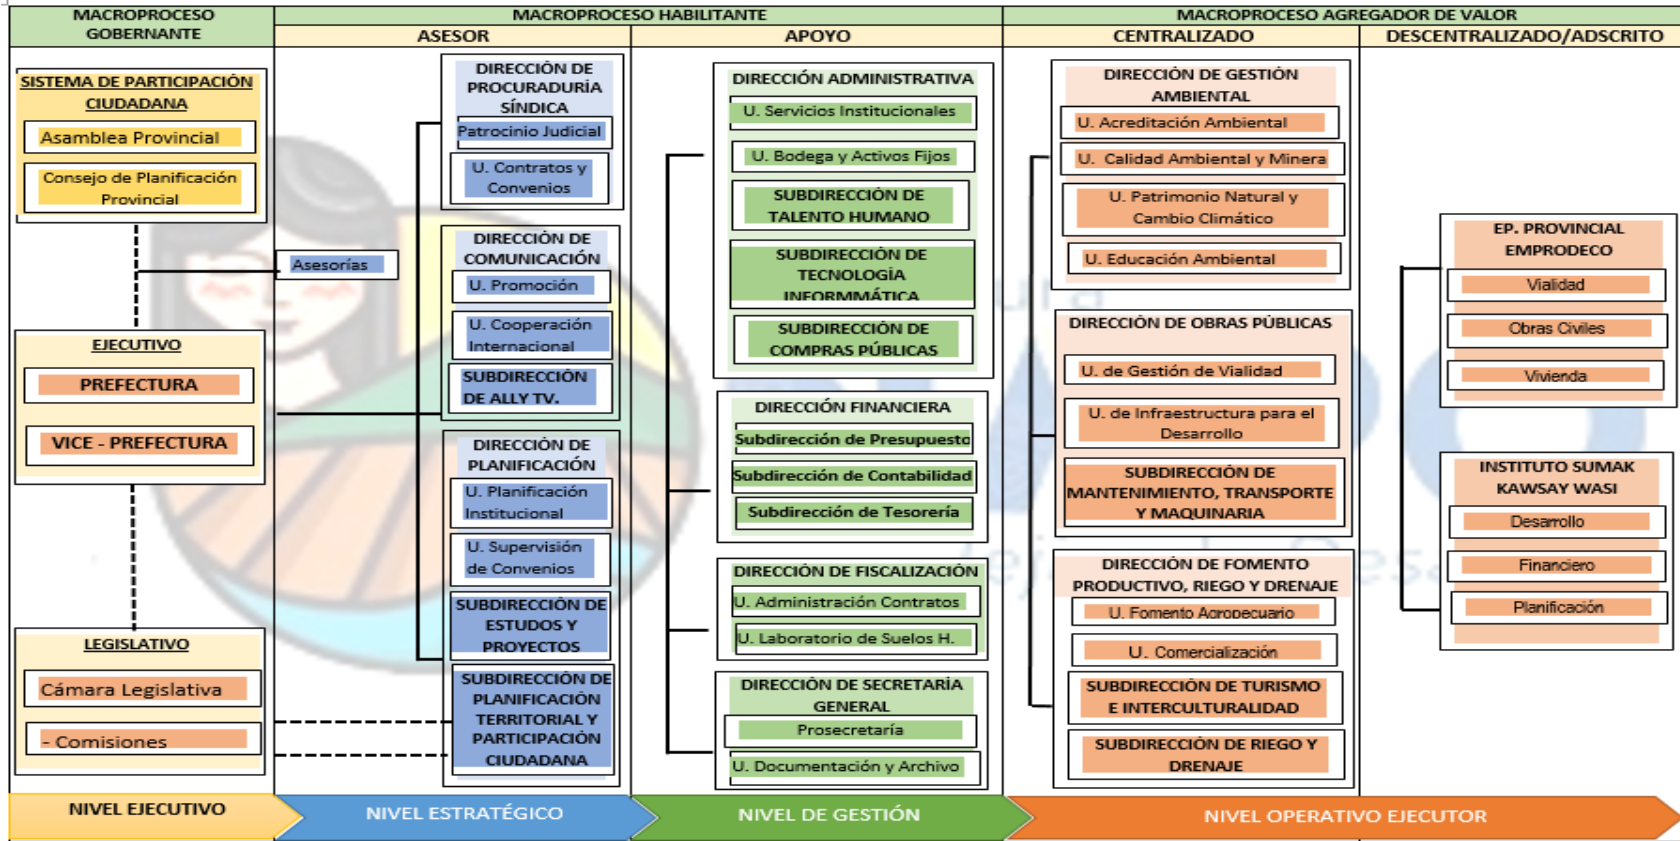 MACROPROCESO
GOBERNANTE
MACROPROCESO HABILITANTE
MACROPROCESO AGREGADOR DE VALOR
ASESOR
APOYO
CENTRALIZADO
DESCENTRALIZADO/ADSCRITO
SISTEMA DE PARTICIPACIÓN
CIUDADANA
Asamblea Provincial
Consejo de Planificación
Provincial
EJECUTIVO
PREFECTURA
VICE - PREFECTURA
LEGISLATIVO
Cámara Legislativa
- Comisiones
Asesorías
DIRECCIÓN DE
PROCURADURÍA
SÍNDICA
Patrocinio Judicial
U. Contratos y
Convenios
DIRECCIÓN DE
COMUNICACIÓN
U. Promoción
U. Cooperación
Internacional
SUBDIRECCIÓN
DE ALLY TV.
DIRECCIÓN DE
PLANIFICACIÓN
U. Planificación
Institucional
U. Supervisión
de Convenios
SUBDIRECCIÓN DE
ESTUDOS Y
PROYECTOS
SUBDIRECCIÓN DE
PLANIFICACIÓN
TERRITORIAL Y
PARTICIPACIÓN
CIUDADANA
DIRECCIÓN ADMINISTRATIVA
U. Servicios Institucionales
U. Bodega y Activos Fijos
SUBDIRECCIÓN DE
TALENTO HUMANO
SUBDIRECCIÓN DE
TECNOLOGÍA
INFORMMÁTICA
SUBDIRECCIÓN DE
COMPRAS PÚBLICAS
DIRECCIÓN FINANCIERA
Subdirección de Presupuesto
Subdirección de Contabilidad
Subdirección de Tesorería
DIRECCIÓN DE FISCALIZACIÓN
U. Administración Contratos
U. Laboratorio de Suelos H.
DIRECCIÓN DE SECRETARÍA
GENERAL
Prosecretaría
U. Documentación y Archivo
DIRECCIÓN DE GESTIÓN
AMBIENTAL
U. Acreditación Ambiental
U. Calidad Ambiental y Minera
U. Patrimonio Natural y
Cambio Climático
U. Educación Ambiental
DIRECCIÓN DE OBRAS PÚBLICAS
U. de Gestión de Vialidad
U. de Infraestructura para el
Desarrollo
SUBDIRECCIÓN DE
MANTENIMIENTO, TRANSPORTE
Y MAQUINARIA
DIRECCIÓN DE FOMENTO
PRODUCTIVO, RIEGO Y DRENAJE
U. Fomento Agropecuario
U. Comercialización
SUBDIRECCIÓN DE TURISMO
E INTERCULTURALIDAD
SUBDIRECCIÓN DE RIEGO Y
DRENAJE
EP. PROVINCIAL
EMPRODECO
Vialidad
Obras Civiles
Vivienda
INSTITUTO SUMAK
KAWSAY WASI
Desarrollo
Financiero
Planificación
NIVEL EJECUTIVO
NIVEL ESTRATÉGICO
NIVEL DE GESTIÓN
NIVEL OPERATIVO EJECUTOR